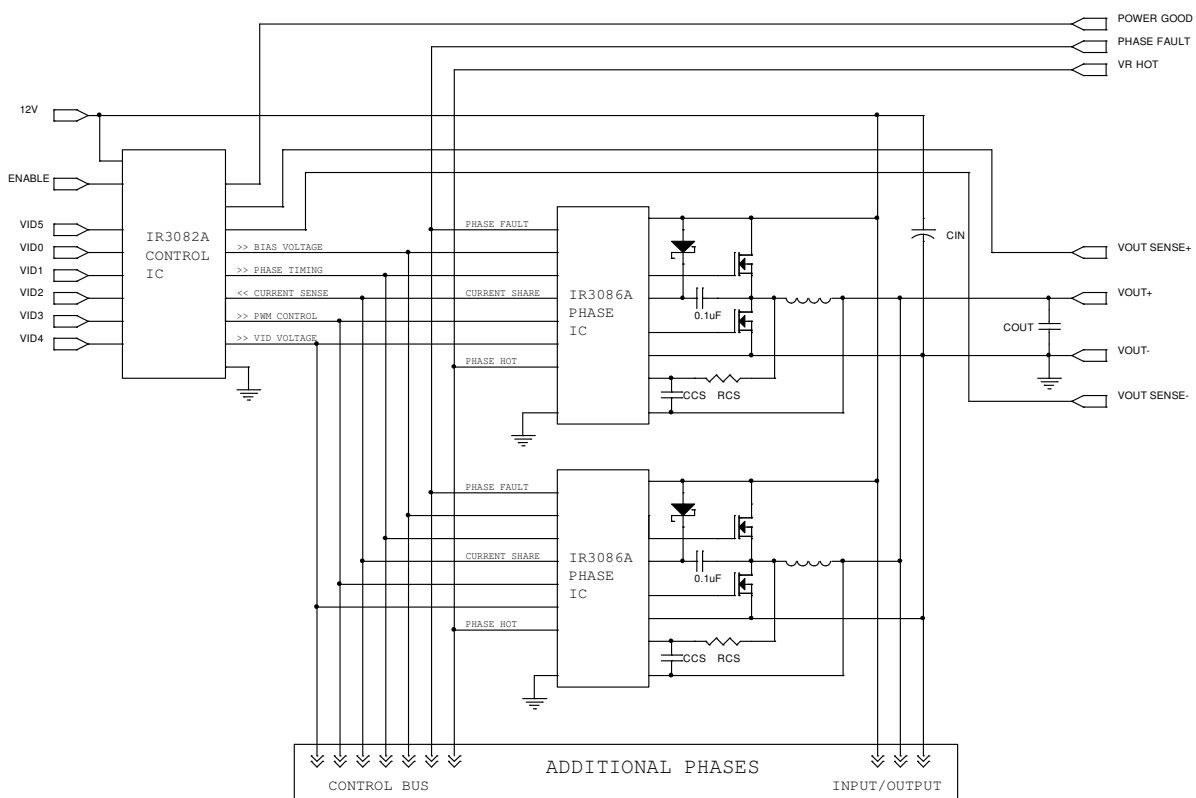 POWER GOOD
PHASE FAULT
VR HOT
12V
ENABLE
VID5
VID0
VID1
VID2
VID3
VID4
IR3082A
CONTROL
IC
>> BIAS VOLTAGE
>> PHASE TIMING
<< CURRENT SENSE
>> PWM CONTROL
>> VID VOLTAGE
PHASE FAULT
CURRENT SHARE
PHASE HOT
IR3086A
PHASE
IC
0.1uF
CCS RCS
CIN
COUT
VOUT SENSE+
VOUT+
VOUT-
VOUT SENSE-
PHASE FAULT
CURRENT SHARE
PHASE HOT
IR3086A
PHASE
IC
0.1uF
CCS RCS
ADDITIONAL PHASES
CONTROL BUS
INPUT/OUTPUT